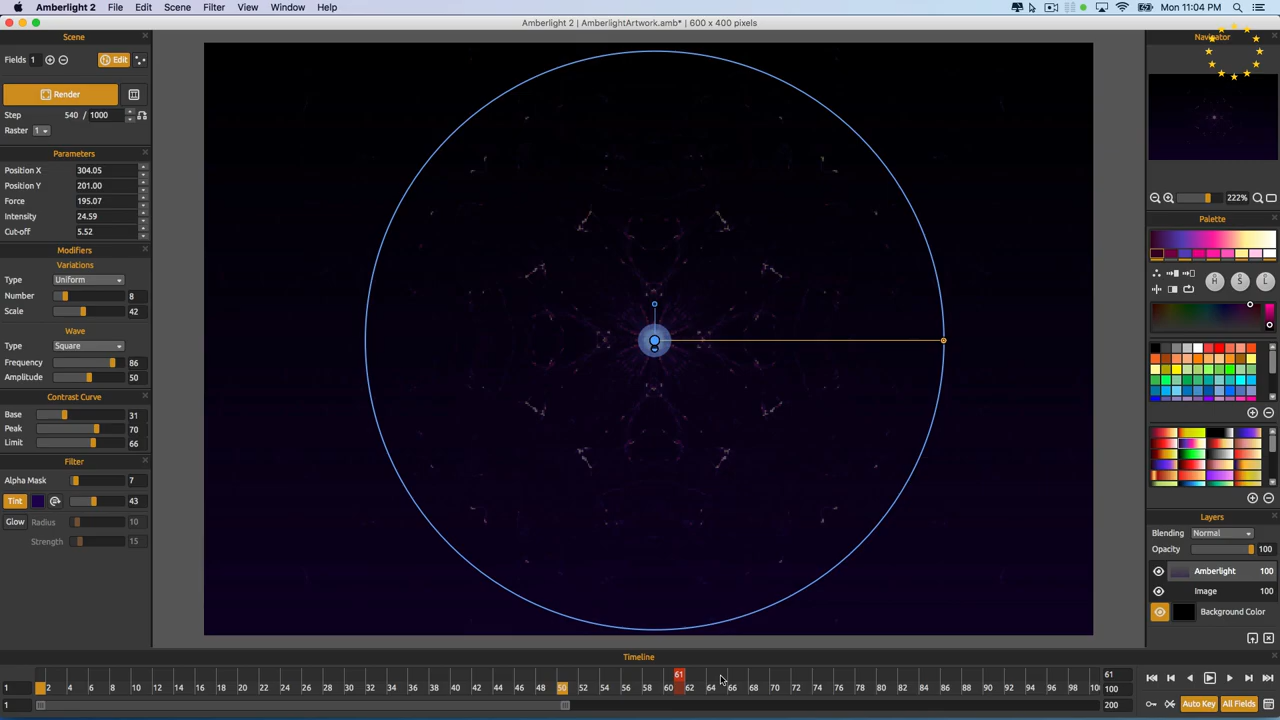 Amberlight 2 File Edit Scene Filter View Window Help Mon 11:04 PM
Amberlight 2 | AmberlightArtwork.amb* | 600 x 400 pixels
Scene
Fields 1 Edit
Render
Step 540 / 1000
Raster 1
Parameters
Position X 304.05
Position Y 201.00
Force 195.07
Intensity 24.59
Cut-off 5.52
Modifiers
Variations
Type Uniform
Number 8
Scale 42
Wave
Type Square
Frequency 86
Amplitude 50
Contrast Curve
Base 31
Peak 70
Limit 66
Filter
Alpha Mask 7
Tint 43
Glow Radius 10
Strength 15
Navigator
222%
Palette
H S L
Layers
Blending Normal
Opacity 100
Amberlight 100
Image 100
Background Color
Timeline
61 61
1 2 4 6 8 10 12 14 16 18 20 22 24 26 28 30 32 34 36 38 40 42 44 46 48 50 52 54 56 58 60 62 64 66 68 70 72 74 76 78 80 82 84 86 88 90 92 94 96 98 100 100
1 200
Auto Key All Fields